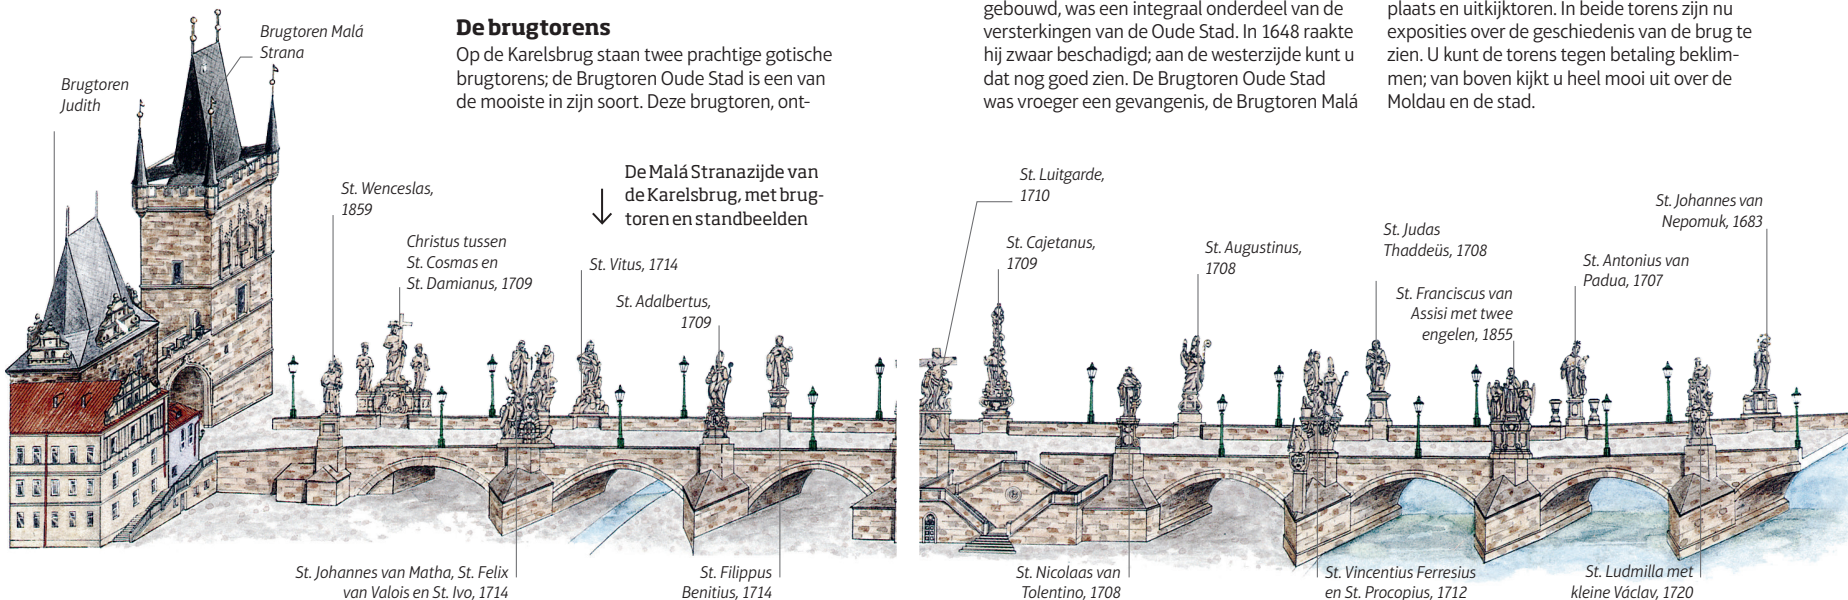 De brugtorens
Op de Karelsbrug staan twee prachtige gotische
brugtorens; de Brugtoren Oude Stad is een van
de mooiste in zijn soort. Deze brugtoren, ont-
gebouwd, was een integraal onderdeel van de
versterkingen van de Oude Stad. In 1648 raakte
hij zwaar beschadigd; aan de westerzijde kunt u
dat nog goed zien. De Brugtoren Oude Stad
was vroeger een gevangenis, de Brugtoren Malá
plaats en uitkijktoren. In beide torens zijn nu
exposities over de geschiedenis van de brug te
zien. U kunt de torens tegen betaling beklim-
men; van boven kijkt u heel mooi uit over de
Moldau en de stad.
Brugtoren Malá
Strana
Brugtoren
Judith
De Malá Stranazijde van
de Karelsbrug, met brug-
toren en standbeelden
St. Wenceslas,
1859
Christus tussen
St. Cosmas en
St. Damianus, 1709
St. Vitus, 1714
St. Adalbertus,
1709
St. Luitgarde,
1710
St. Cajetanus,
1709
St. Augustinus,
1708
St. Judas
Thaddeüs, 1708
St. Franciscus van
Assisi met twee
engelen, 1855
St. Antonius van
Padua, 1707
St. Johannes van
Nepomuk, 1683
St. Johannes van Matha, St. Felix
van Valois en St. Ivo, 1714
St. Filippus
Benitius, 1714
St. Nicolaas van
Tolentino, 1708
St. Vincentius Ferresius
en St. Procopius, 1712
St. Ludmilla met
kleine Václav, 1720